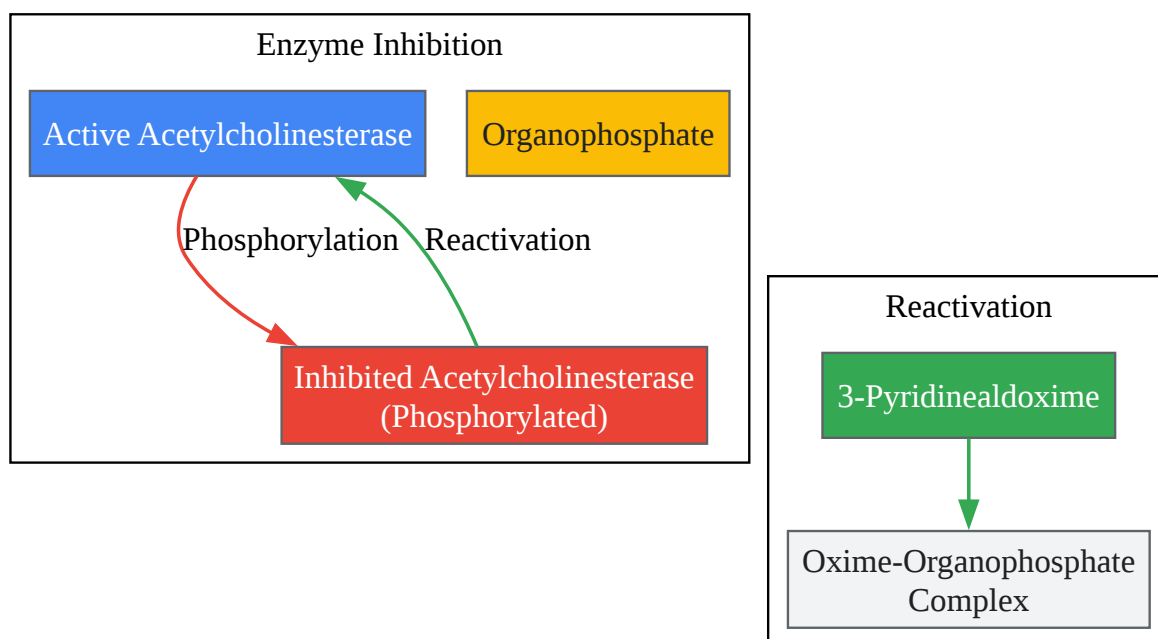 Enzyme Inhibition
Active Acetylcholinesterase
Organophosphate
Phosphorylation
Reactivation
Inhibited Acetylcholinesterase
(Phosphorylated)
Reactivation
3-Pyridinealdoxime
Oxime-Organophosphate
Complex